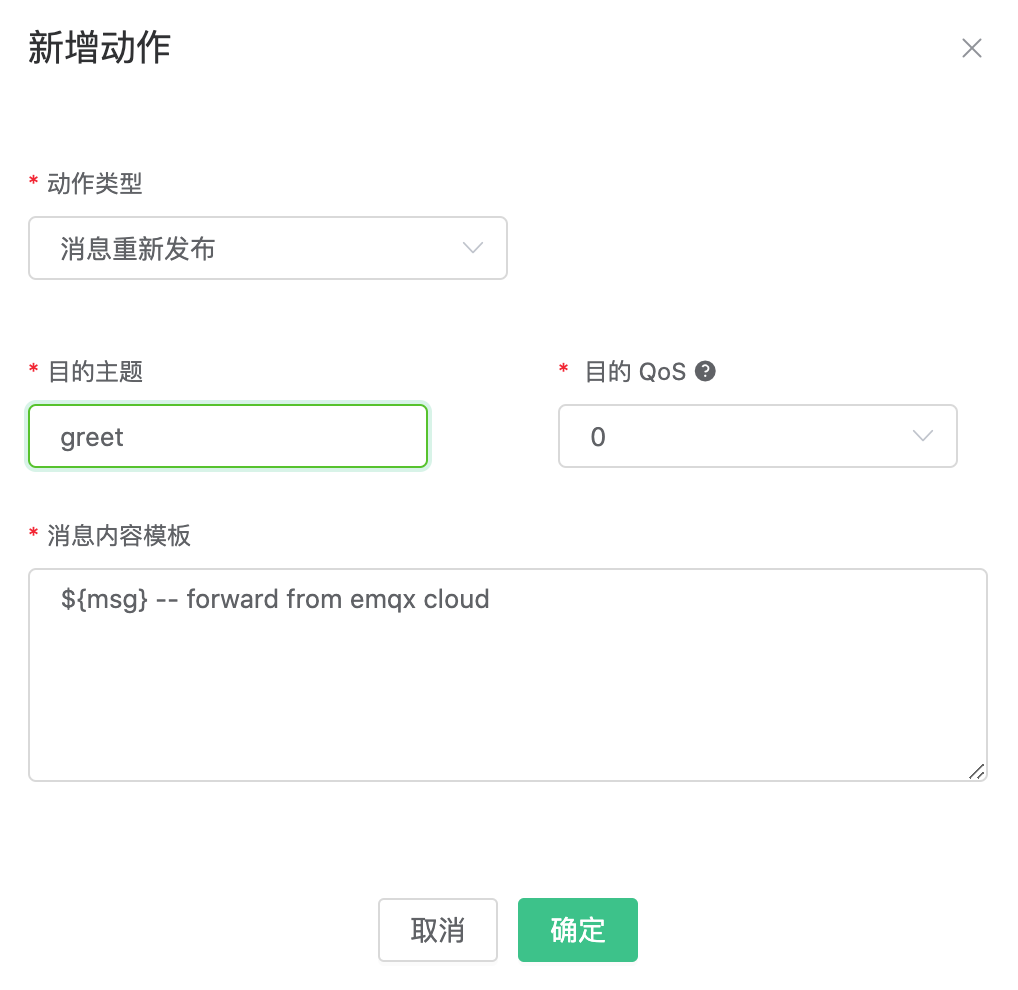 新增动作
* 动作类型
消息重新发布
* 目的主题
* 目的 QoS ?
greet
0
* 消息内容模板
${msg} -- forward from emqx cloud
取消
确定